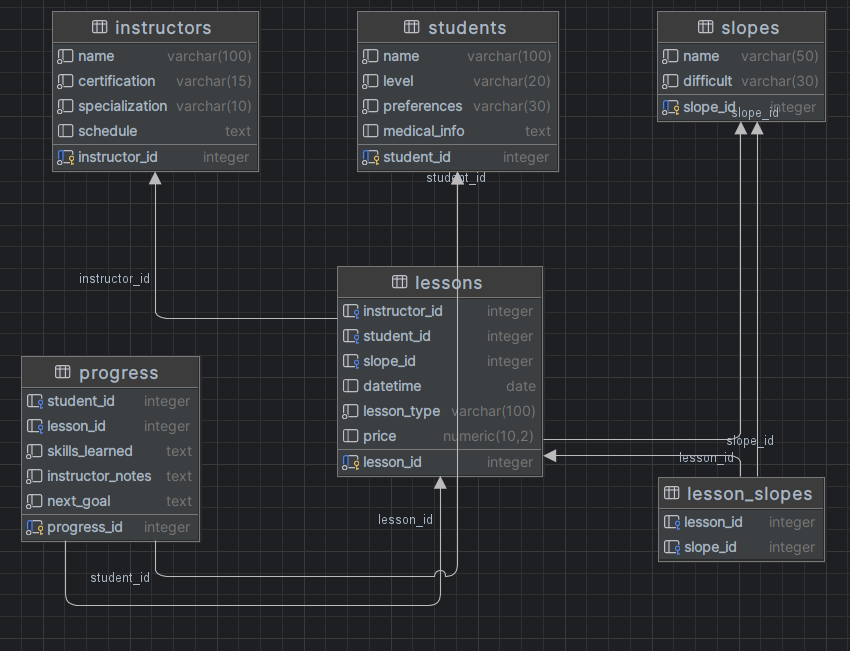 instructors
name varchar(100)
certification varchar(15)
specialization varchar(10)
schedule text
instructor_id integer
students
name varchar(100)
level varchar(20)
preferences varchar(30)
medical_info text
student_id integer
slopes
name varchar(50)
difficult varchar(30)
slope_id integer
slope_id
student_id
instructor_id
lessons
instructor_id integer
student_id integer
slope_id integer
datetime date
lesson_type varchar(100)
price numeric(10,2)
lesson_id integer
progress
student_id integer
lesson_id integer
skills_learned text
instructor_notes text
next_goal text
progress_id integer
slope_id
lesson_id
lesson_slopes
lesson_id integer
slope_id integer
lesson_id
student_id